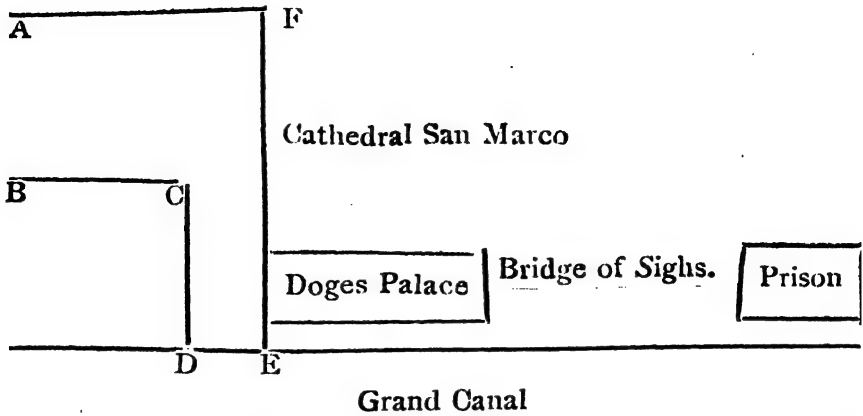 A F
Cathedral San Marco
B C
Doges Palace Bridge of Sighs. Prison
D E
Grand Canal